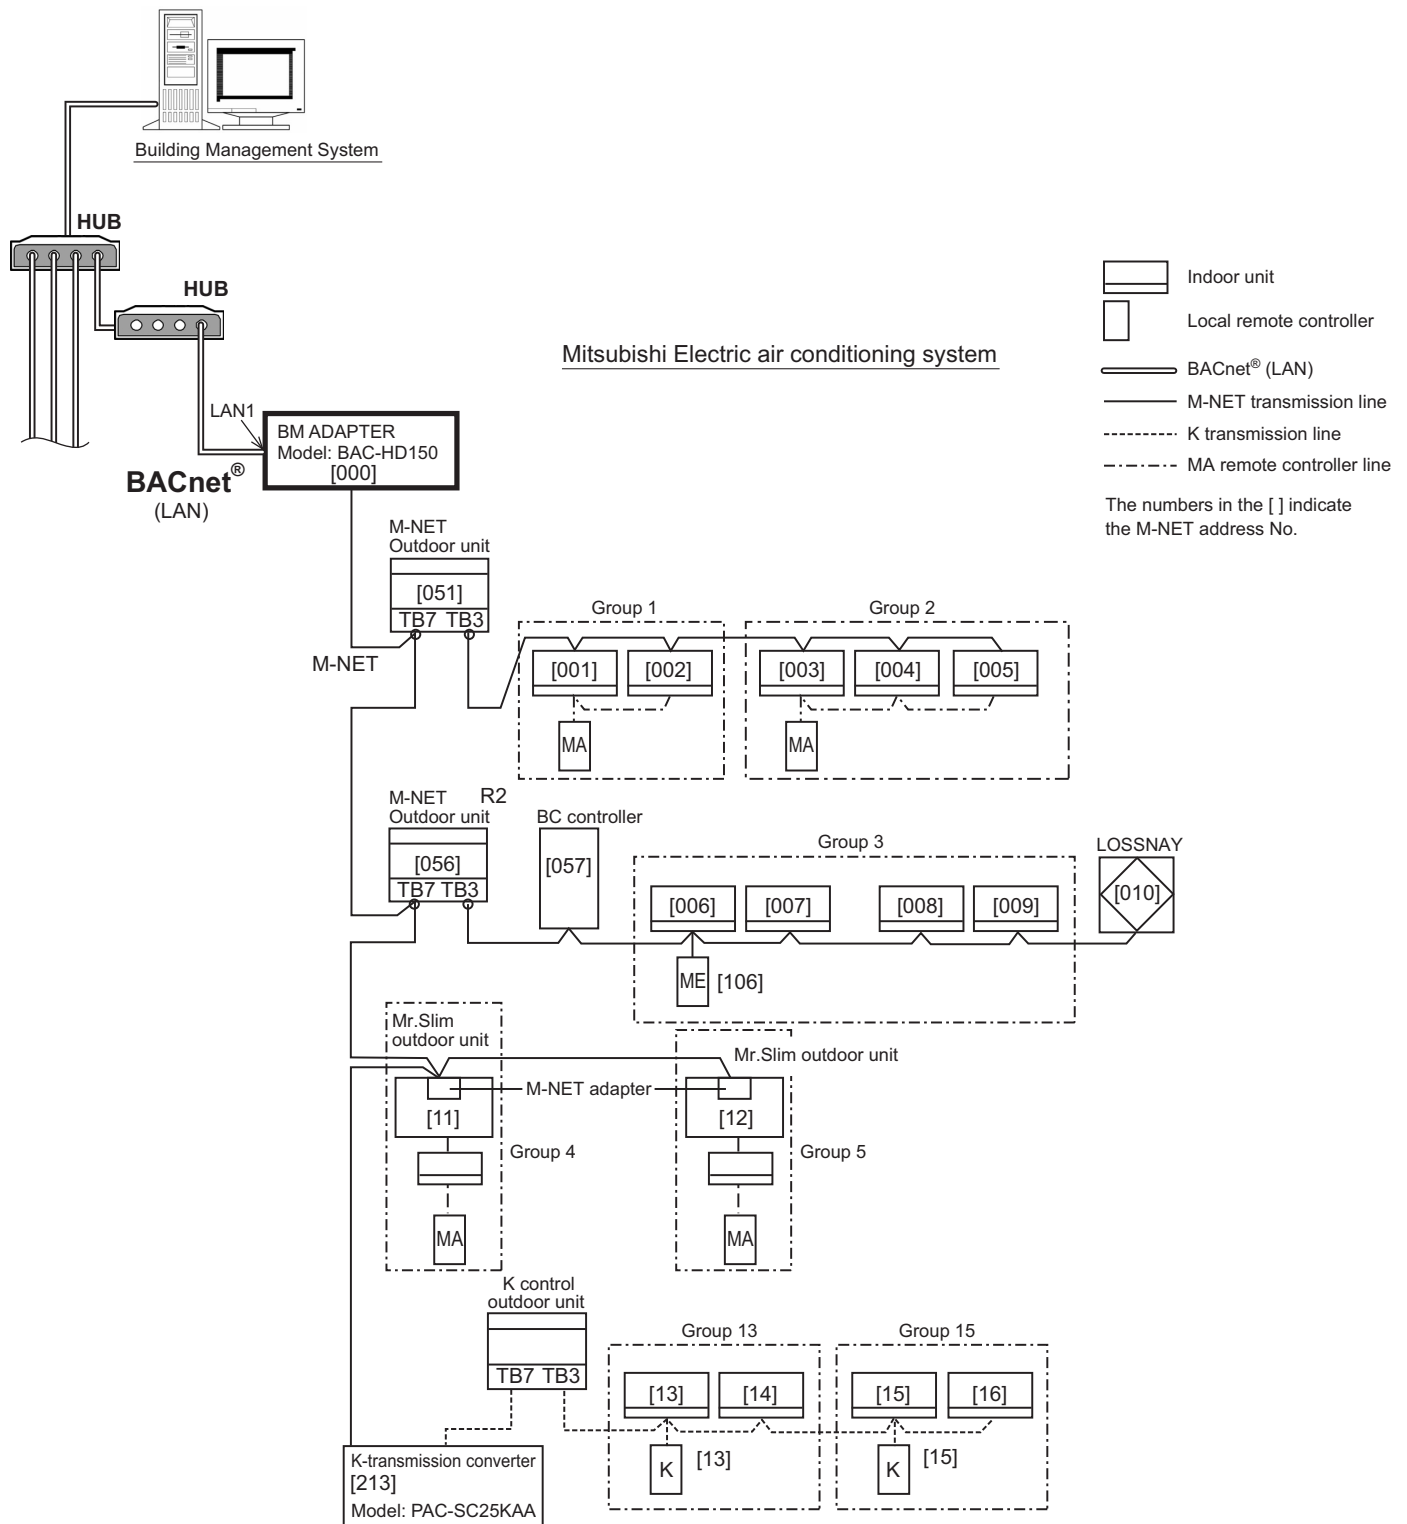 Building Management System
HUB
HUB
Indoor unit
Local remote controller
BACnet® (LAN)
M-NET transmission line
K transmission line
MA remote controller line
The numbers in the [ ] indicate
the M-NET address No.
Mitsubishi Electric air conditioning system
LAN1
BM ADAPTER
Model: BAC-HD150
[000]
BACnet®
(LAN)
M-NET
Outdoor unit
[051]
TB7 TB3
M-NET
Group 1
[001] [002]
MA
Group 2
[003] [004] [005]
MA
M-NET R2
Outdoor unit
[056]
TB7 TB3
BC controller
[057]
Group 3
[006] [007] [008] [009]
ME [106]
LOSSNAY
[010]
Mr.Slim
outdoor unit
Mr.Slim outdoor unit
M-NET adapter
[11]
[12]
Group 4
Group 5
MA
MA
K control
outdoor unit
TB7 TB3
Group 13
[13] [14]
K [13]
Group 15
[15] [16]
K [15]
K-transmission converter
[213]
Model: PAC-SC25KAA